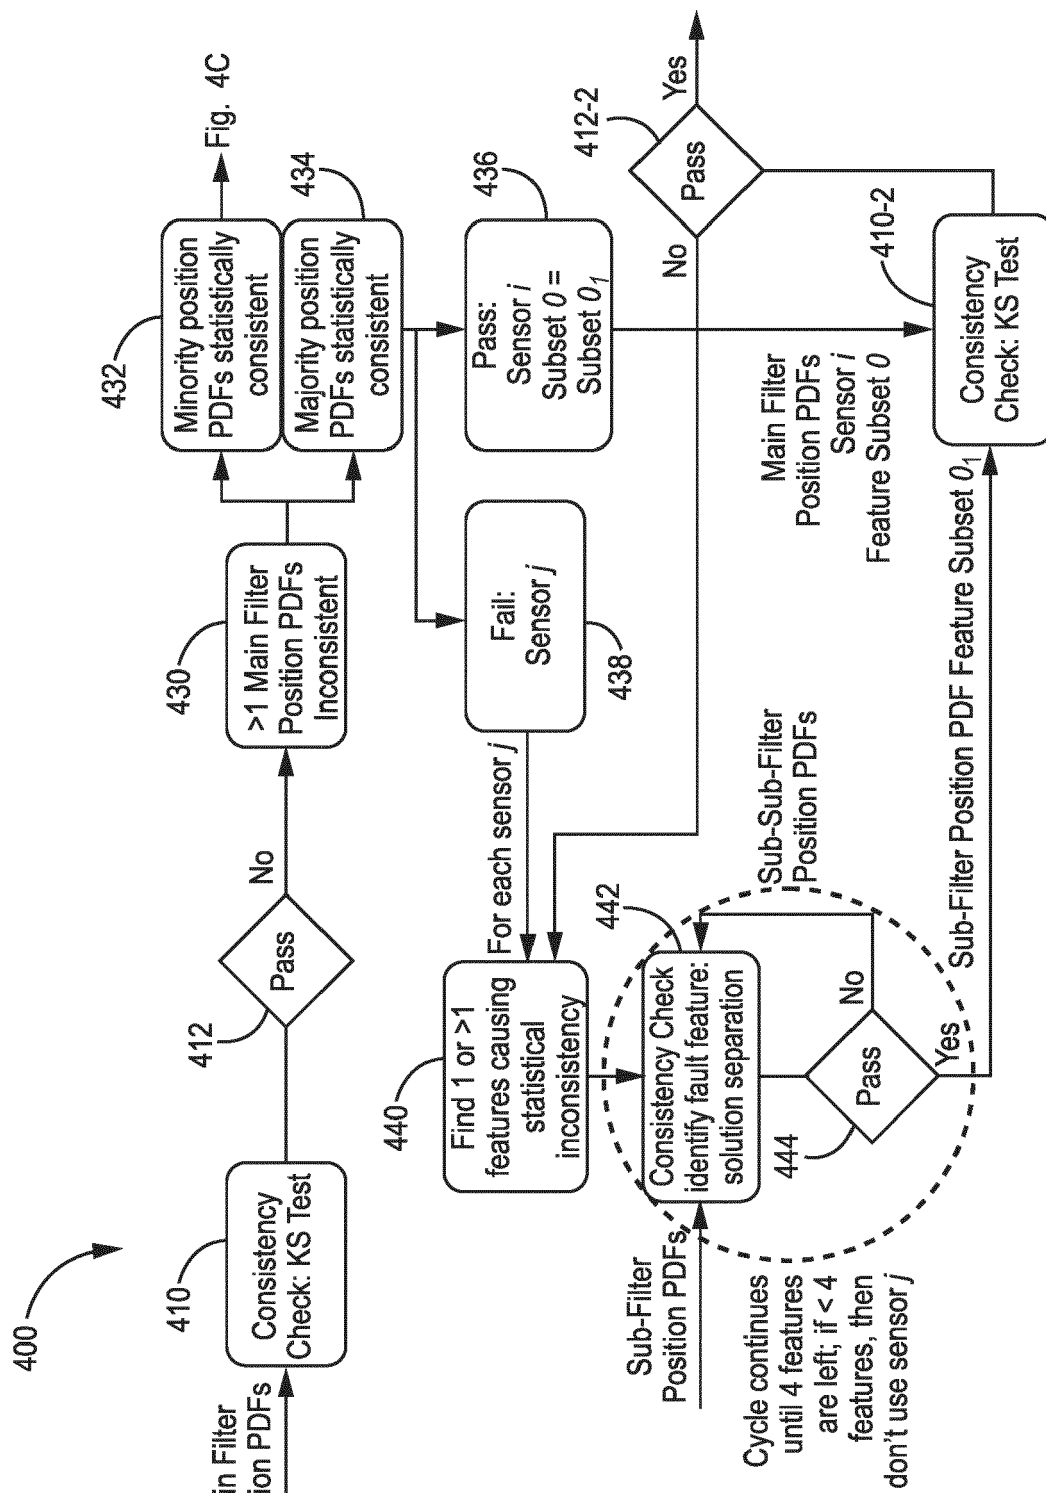 400
in Filter
ion PDFs
410
Consistency
Check: KS Test
412
Pass
No
430
>1 Main Filter
Position PDFs
Inconsistent
432
Minority position
PDFs statistically
consistent
Fig. 4C
434
Majority position
PDFs statistically
consistent
436
Pass:
Sensor i
Subset 0 =
Subset 0₁
438
Fail:
Sensor j
For each sensor j
440
Find 1 or >1
features causing
statistical
inconsistency
Sub-Filter
Position PDFs
442
Consistency Check
identify fault feature:
solution separation
Sub-Sub-Filter
Position PDFs
444
Pass
No
Yes
Cycle continues
until 4 features
are left; if < 4
features, then
don't use sensor j
Sub-Filter Position PDF Feature Subset 0₁
Main Filter
Position PDFs
Sensor i
Feature Subset 0
410-2
Consistency
Check: KS Test
412-2
Pass
No
Yes